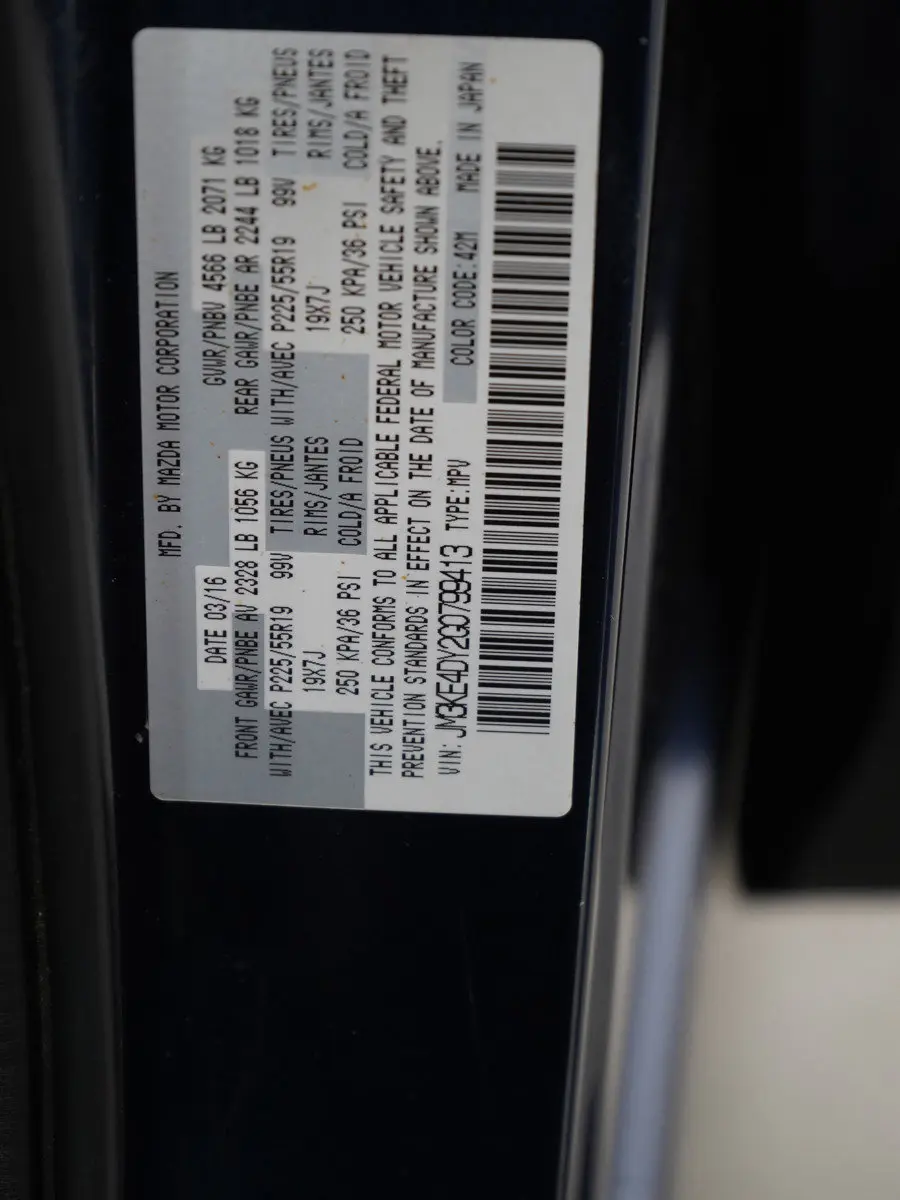 MFD. BY MAZDA MOTOR CORPORATION
DATE 03/16 GVWR/PNBV 4566 LB 2071 KG
FRONT GAWR/PNBE AV 2328 LB 1056 KG REAR GAWR/PNBE AR 2244 LB 1018 KG
WITH/AVEC P225/55R19 99V TIRES/PNEUS WITH/AVEC P225/55R19 99V TIRES/PNEUS
19X7J RIMS/JANTES 19X7J RIMS/JANTES
250 KPA/36 PSI COLD/A FROID 250 KPA/36 PSI COLD/A FROID
THIS VEHICLE CONFORMS TO ALL APPLICABLE FEDERAL MOTOR VEHICLE SAFETY AND THEFT
PREVENTION STANDARDS IN EFFECT ON THE DATE OF MANUFACTURE SHOWN ABOVE.
VIN: JM3KE4DY2G0799413 TYPE:MPV COLOR CODE:42M MADE IN JAPAN